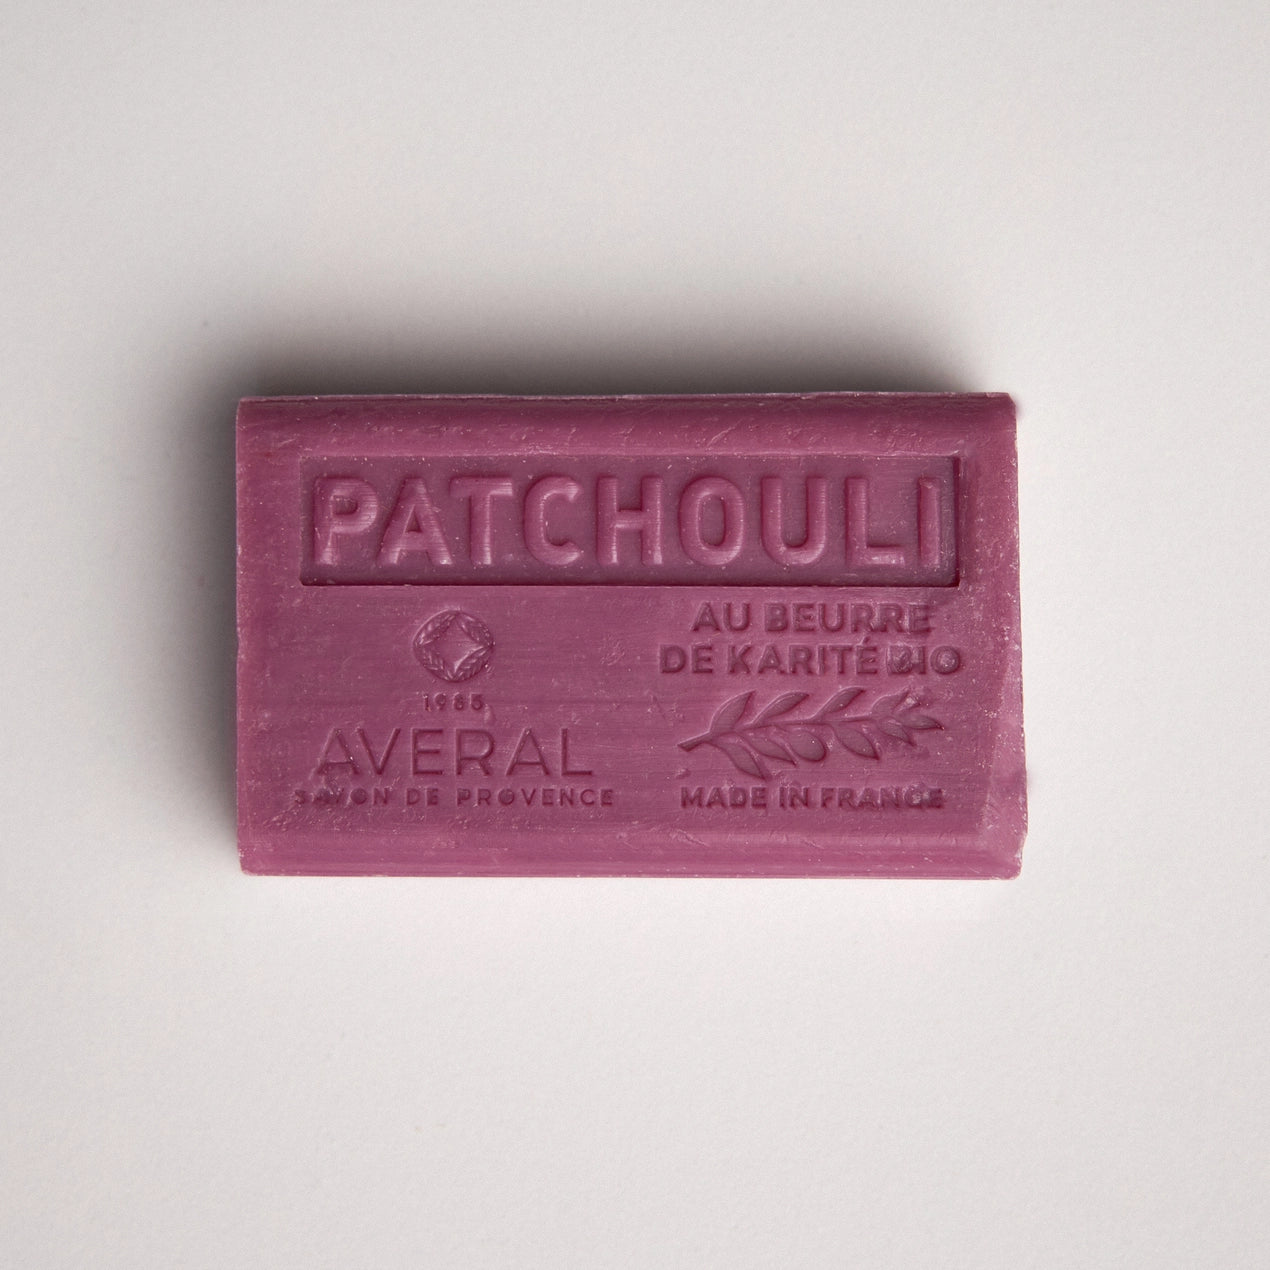 PATCHOULI
1985
AVERAL
SAVON DE PROVENCE
AU BEURRE
DE KARITÉ BIO
MADE IN FRANCE